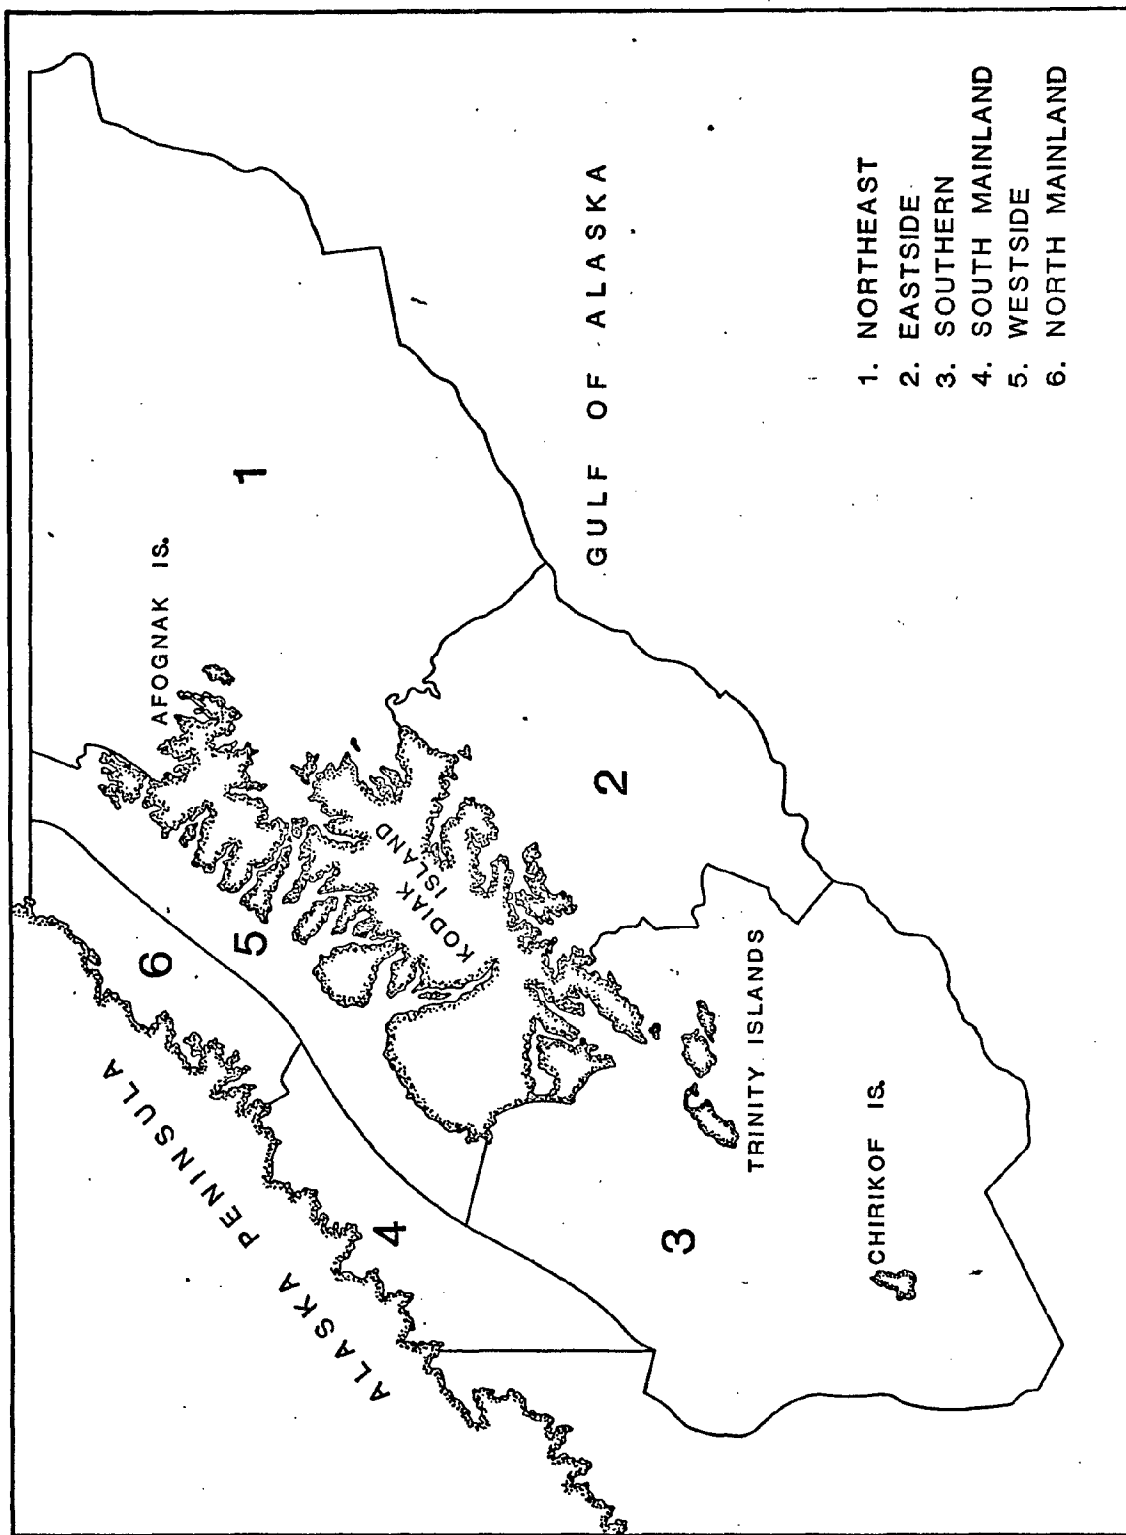 AFOGNAK IS.
1
6
5
KODIAK
ISLAND
ALASKA PENINSULA
2
GULF OF ALASKA
4
TRINITY ISLANDS
3
CHIRIKOF IS.
1. NORTHEAST
2. EASTSIDE
3. SOUTHERN
4. SOUTH MAINLAND
5. WESTSIDE
6. NORTH MAINLAND